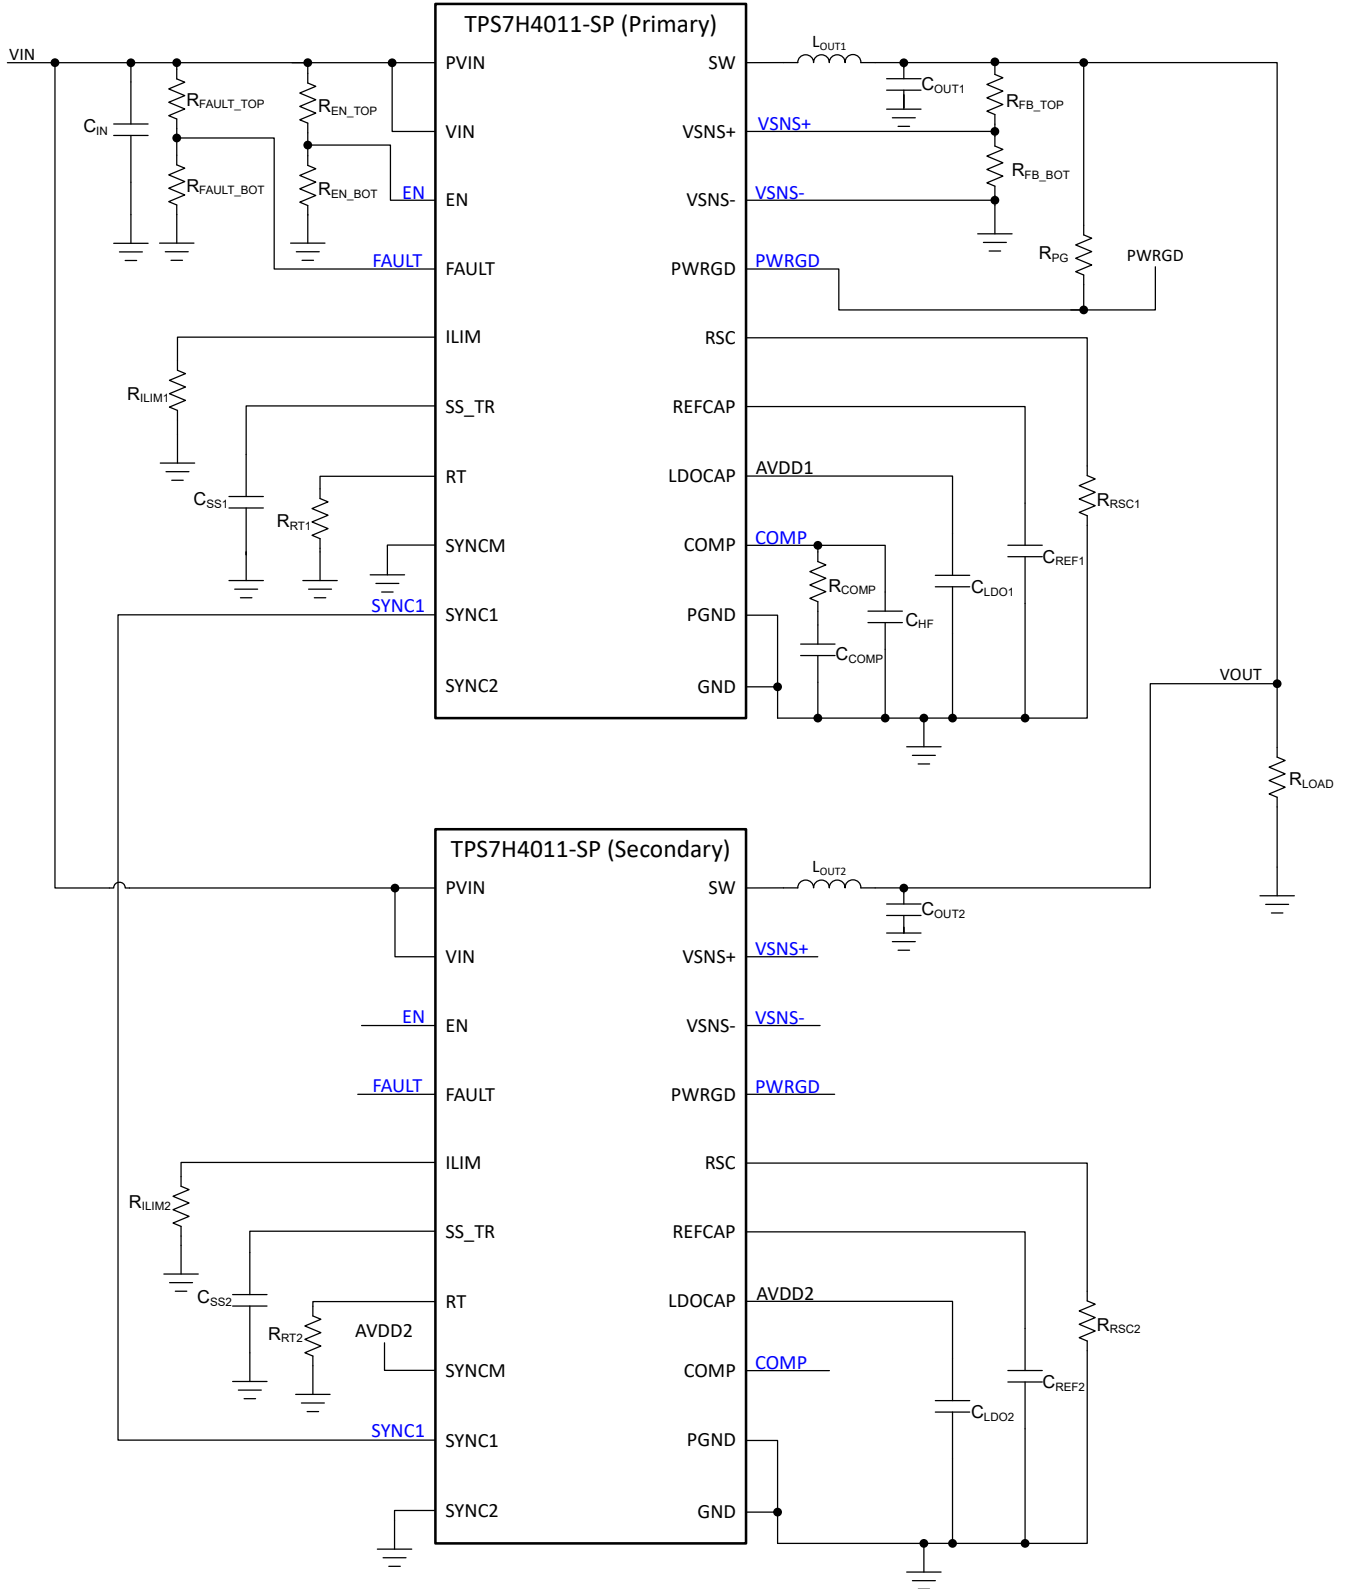 TPS7H4011-SP (Primary)
VIN
PVIN
SW
LOUT1
COUT1
RFAULT_TOP
REN_TOP
RFB_TOP
CIN
VIN
VSNS+
VSNS+
RFAULT_BOT
REN_BOT
RFB_BOT
EN
EN
VSNS-
VSNS-
FAULT
FAULT
PWRGD
PWRGD
RPG
PWRGD
ILIM
RSC
RILIM1
SS_TR
REFCAP
RT
LDOCAP
AVDD1
CSS1
RRT1
RRSC1
SYNCM
COMP
COMP
CREF1
RCOMP
CLDO1
SYNC1
SYNC1
PGND
CHF
CCOMP
SYNC2
GND
VOUT
RLOAD
TPS7H4011-SP (Secondary)
PVIN
SW
LOUT2
COUT2
VIN
VSNS+
VSNS+
EN
EN
VSNS-
VSNS-
FAULT
FAULT
PWRGD
PWRGD
ILIM
RSC
RILIM2
SS_TR
REFCAP
CSS2
RT
LDOCAP
AVDD2
RRT2
AVDD2
RRSC2
SYNCM
COMP
COMP
CREF2
CLDO2
SYNC1
SYNC1
PGND
SYNC2
GND